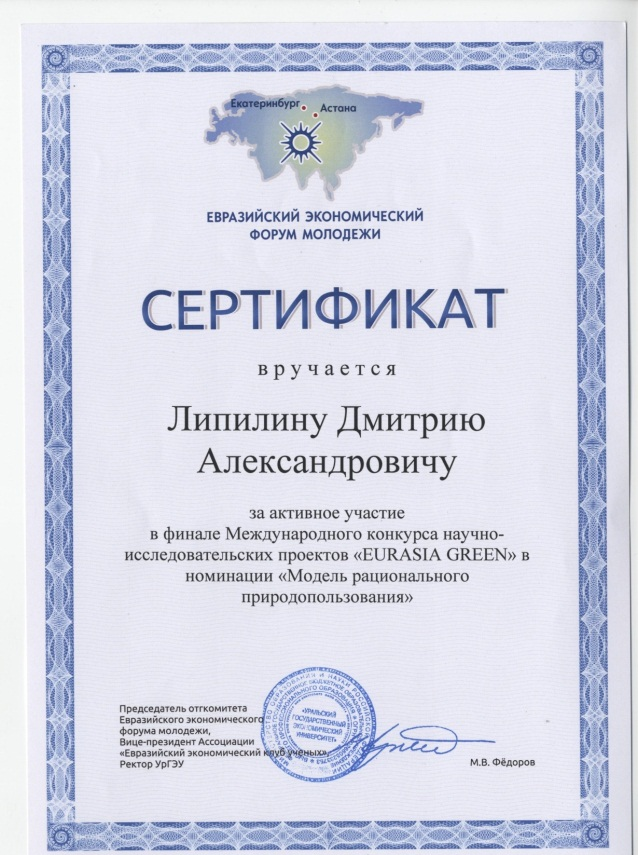 Екатеринбург
Астана
ЕВРАЗИЙСКИЙ ЭКОНОМИЧЕСКИЙ
ФОРУМ МОЛОДЕЖИ
СЕРТИФИКАТ
вручается
Липилину Дмитрию
Александровичу
за активное участие
в финале Международного конкурса научно-
исследовательских проектов «EURASIA GREEN» в
номинации «Модель рационального
природопользования»
Председатель отгкомитета
Евразийского экономического
форума молодежи,
Вице-президент Ассоциации
«Евразийский экономический клуб ученых»,
Ректор УрГЭУ
«УРАЛЬСКИЙ
ГОСУДАРСТВЕННЫЙ
ЭКОНОМИЧЕСКИЙ
УНИВЕРСИТЕТ»
М.В. Фёдоров